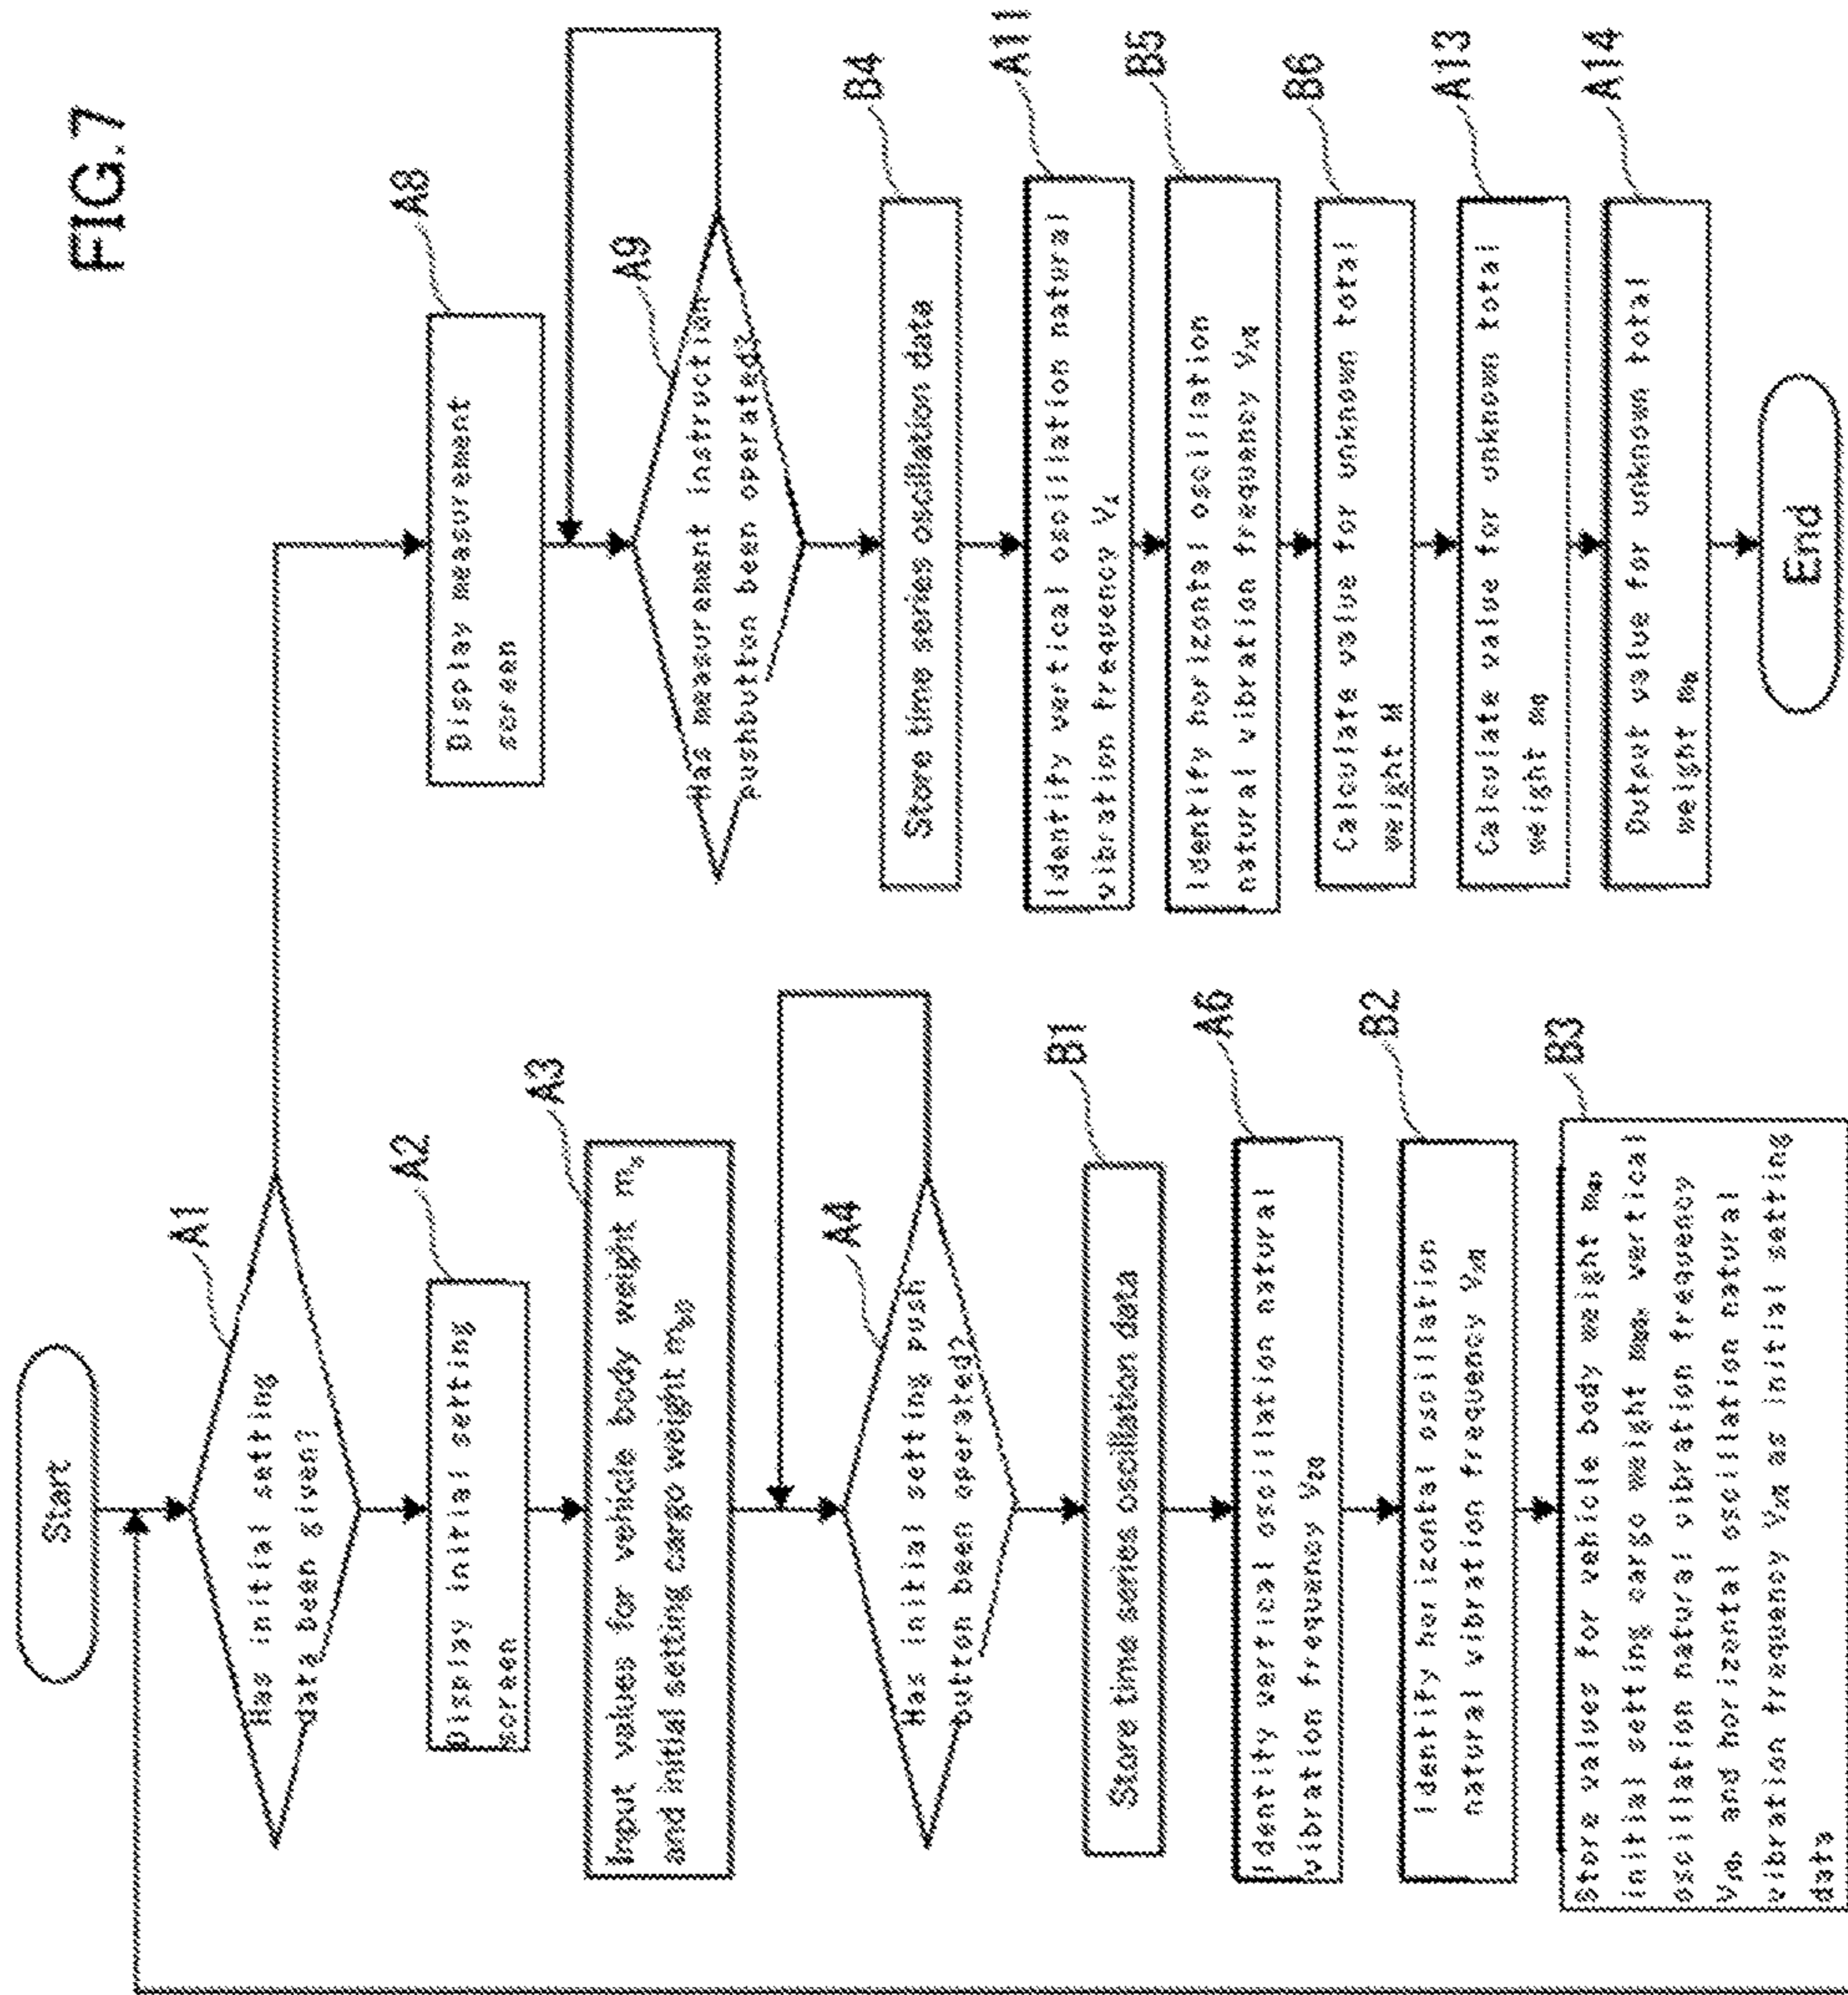 FIG.7
Start
A1
Has initial setting
data been given?
A2
Display initial setting
screen
A3
Input values for vehicle body weight m
and initial setting cargo weight m
A4
Has initial setting push
button been operated?
B1
Store time series oscillation data
A6
Identify vertical oscillation natural
vibration frequency
B2
Identify horizontal oscillation
natural vibration frequency
B3
Store values for vehicle body weight
initial setting cargo weight vertical
oscillation natural vibration frequency
and horizontal oscillation natural
vibration frequency as initial setting
data
A8
Display measurement
screen
A9
Has measurement instruction
pushbutton been operated?
B4
Store time series oscillation data
A11
Identify vertical oscillation natural
vibration frequency
B5
Identify horizontal oscillation
natural vibration frequency
B6
Calculate value for unknown total
weight M
A13
Calculate value for unknown total
weight
A14
Output value for unknown total
weight
End